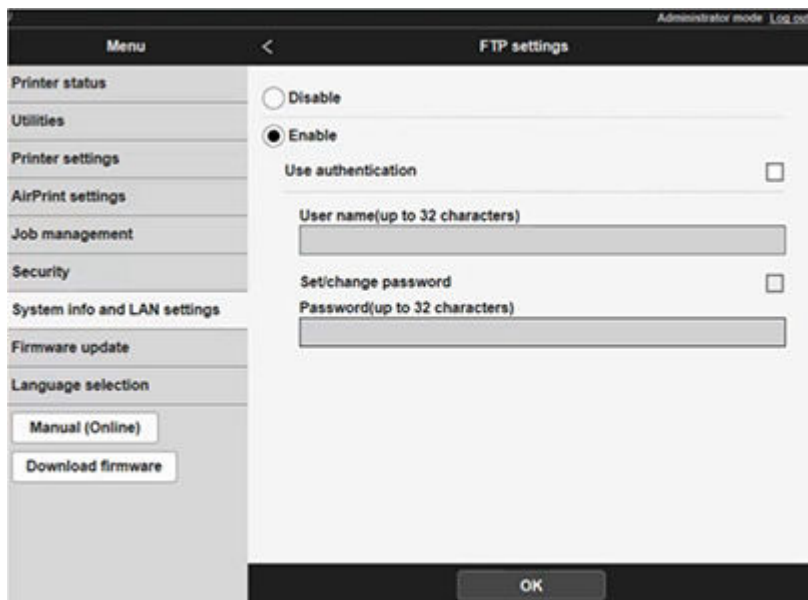 Administrator mode Log out
Menu
FTP settings
Printer status
Utilities
Printer settings
AirPrint settings
Job management
Security
System info and LAN settings
Firmware update
Language selection
Manual (Online)
Download firmware
Disable
Enable
Use authentication
User name(up to 32 characters)
Set/change password
Password(up to 32 characters)
OK